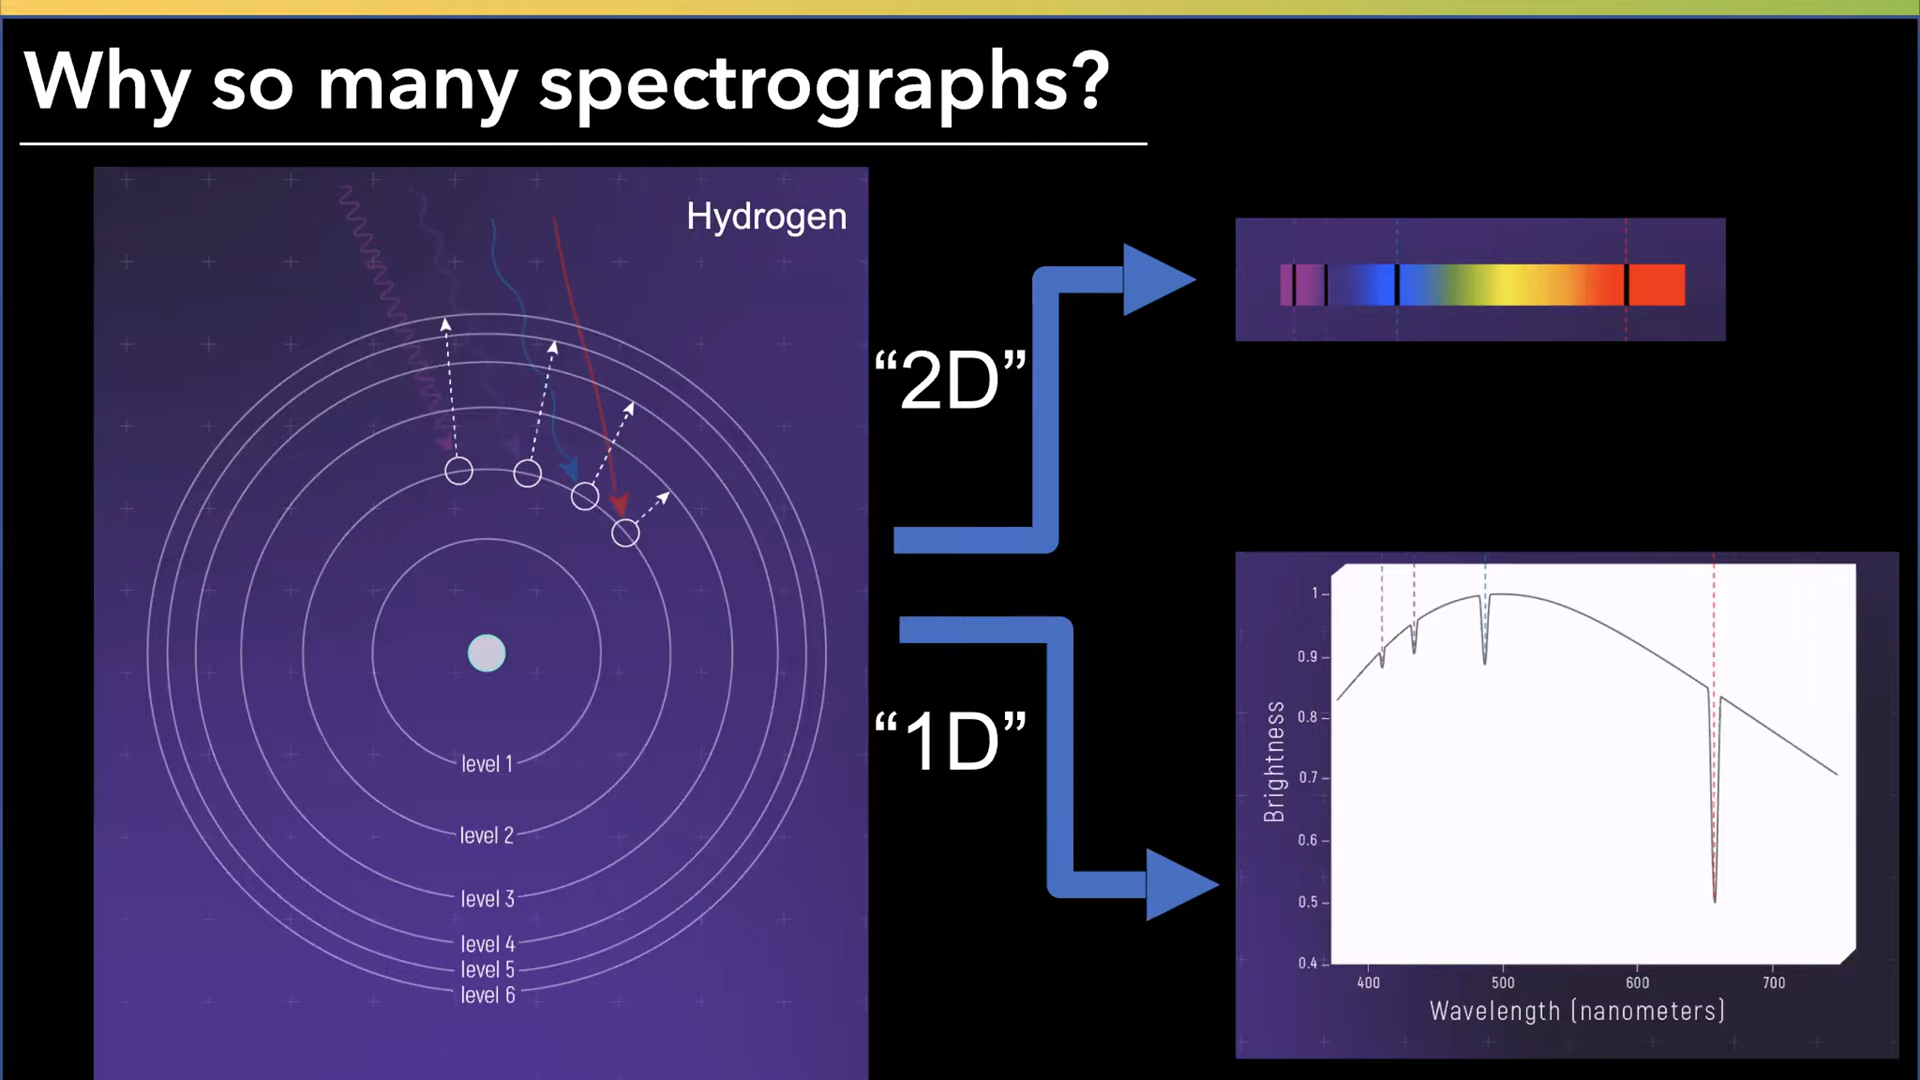 Why so many spectrographs?
Hydrogen
level 1
level 2
level 3
level 4
level 5
level 6
“2D”
“1D”
Brightness
1
0.9
0.8
0.7
0.6
0.5
0.4
400 500 600 700
Wavelength (nanometers)